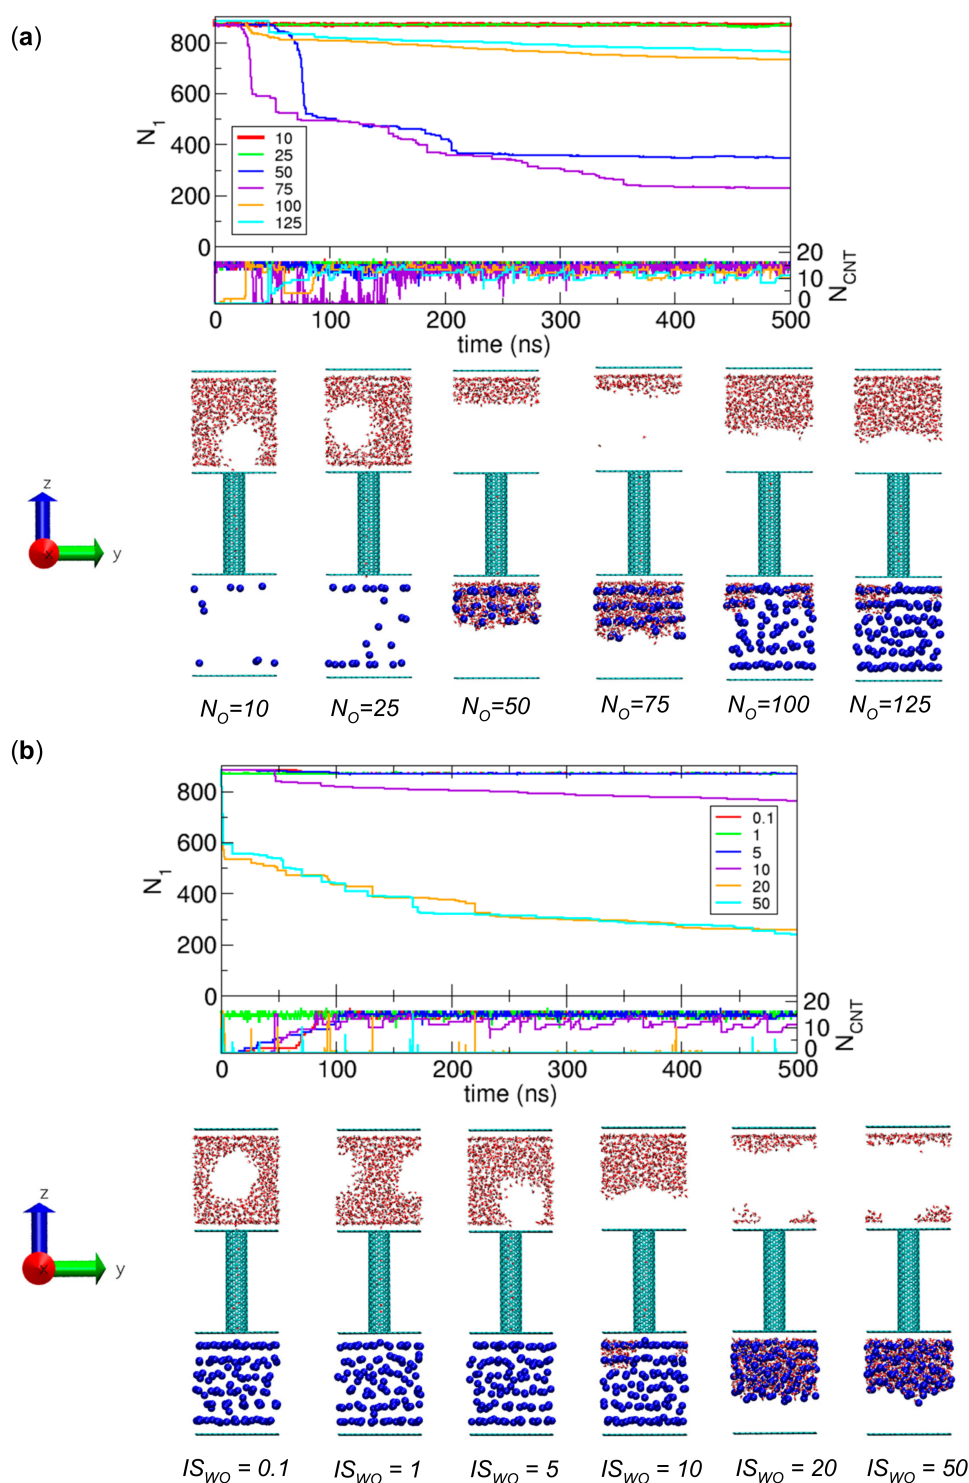 (a)
800
600
400
200
0
N1
10
25
50
75
100
125
20
10
0
NCNT
0 100 200 300 400 500
time (ns)
z
x
y
NO=10 NO=25 NO=50 NO=75 NO=100 NO=125
(b)
800
600
400
200
0
N1
0.1
1
5
10
20
50
20
10
0
NCNT
0 100 200 300 400 500
time (ns)
z
x
y
ISWO = 0.1 ISWO = 1 ISWO = 5 ISWO = 10 ISWO = 20 ISWO = 50